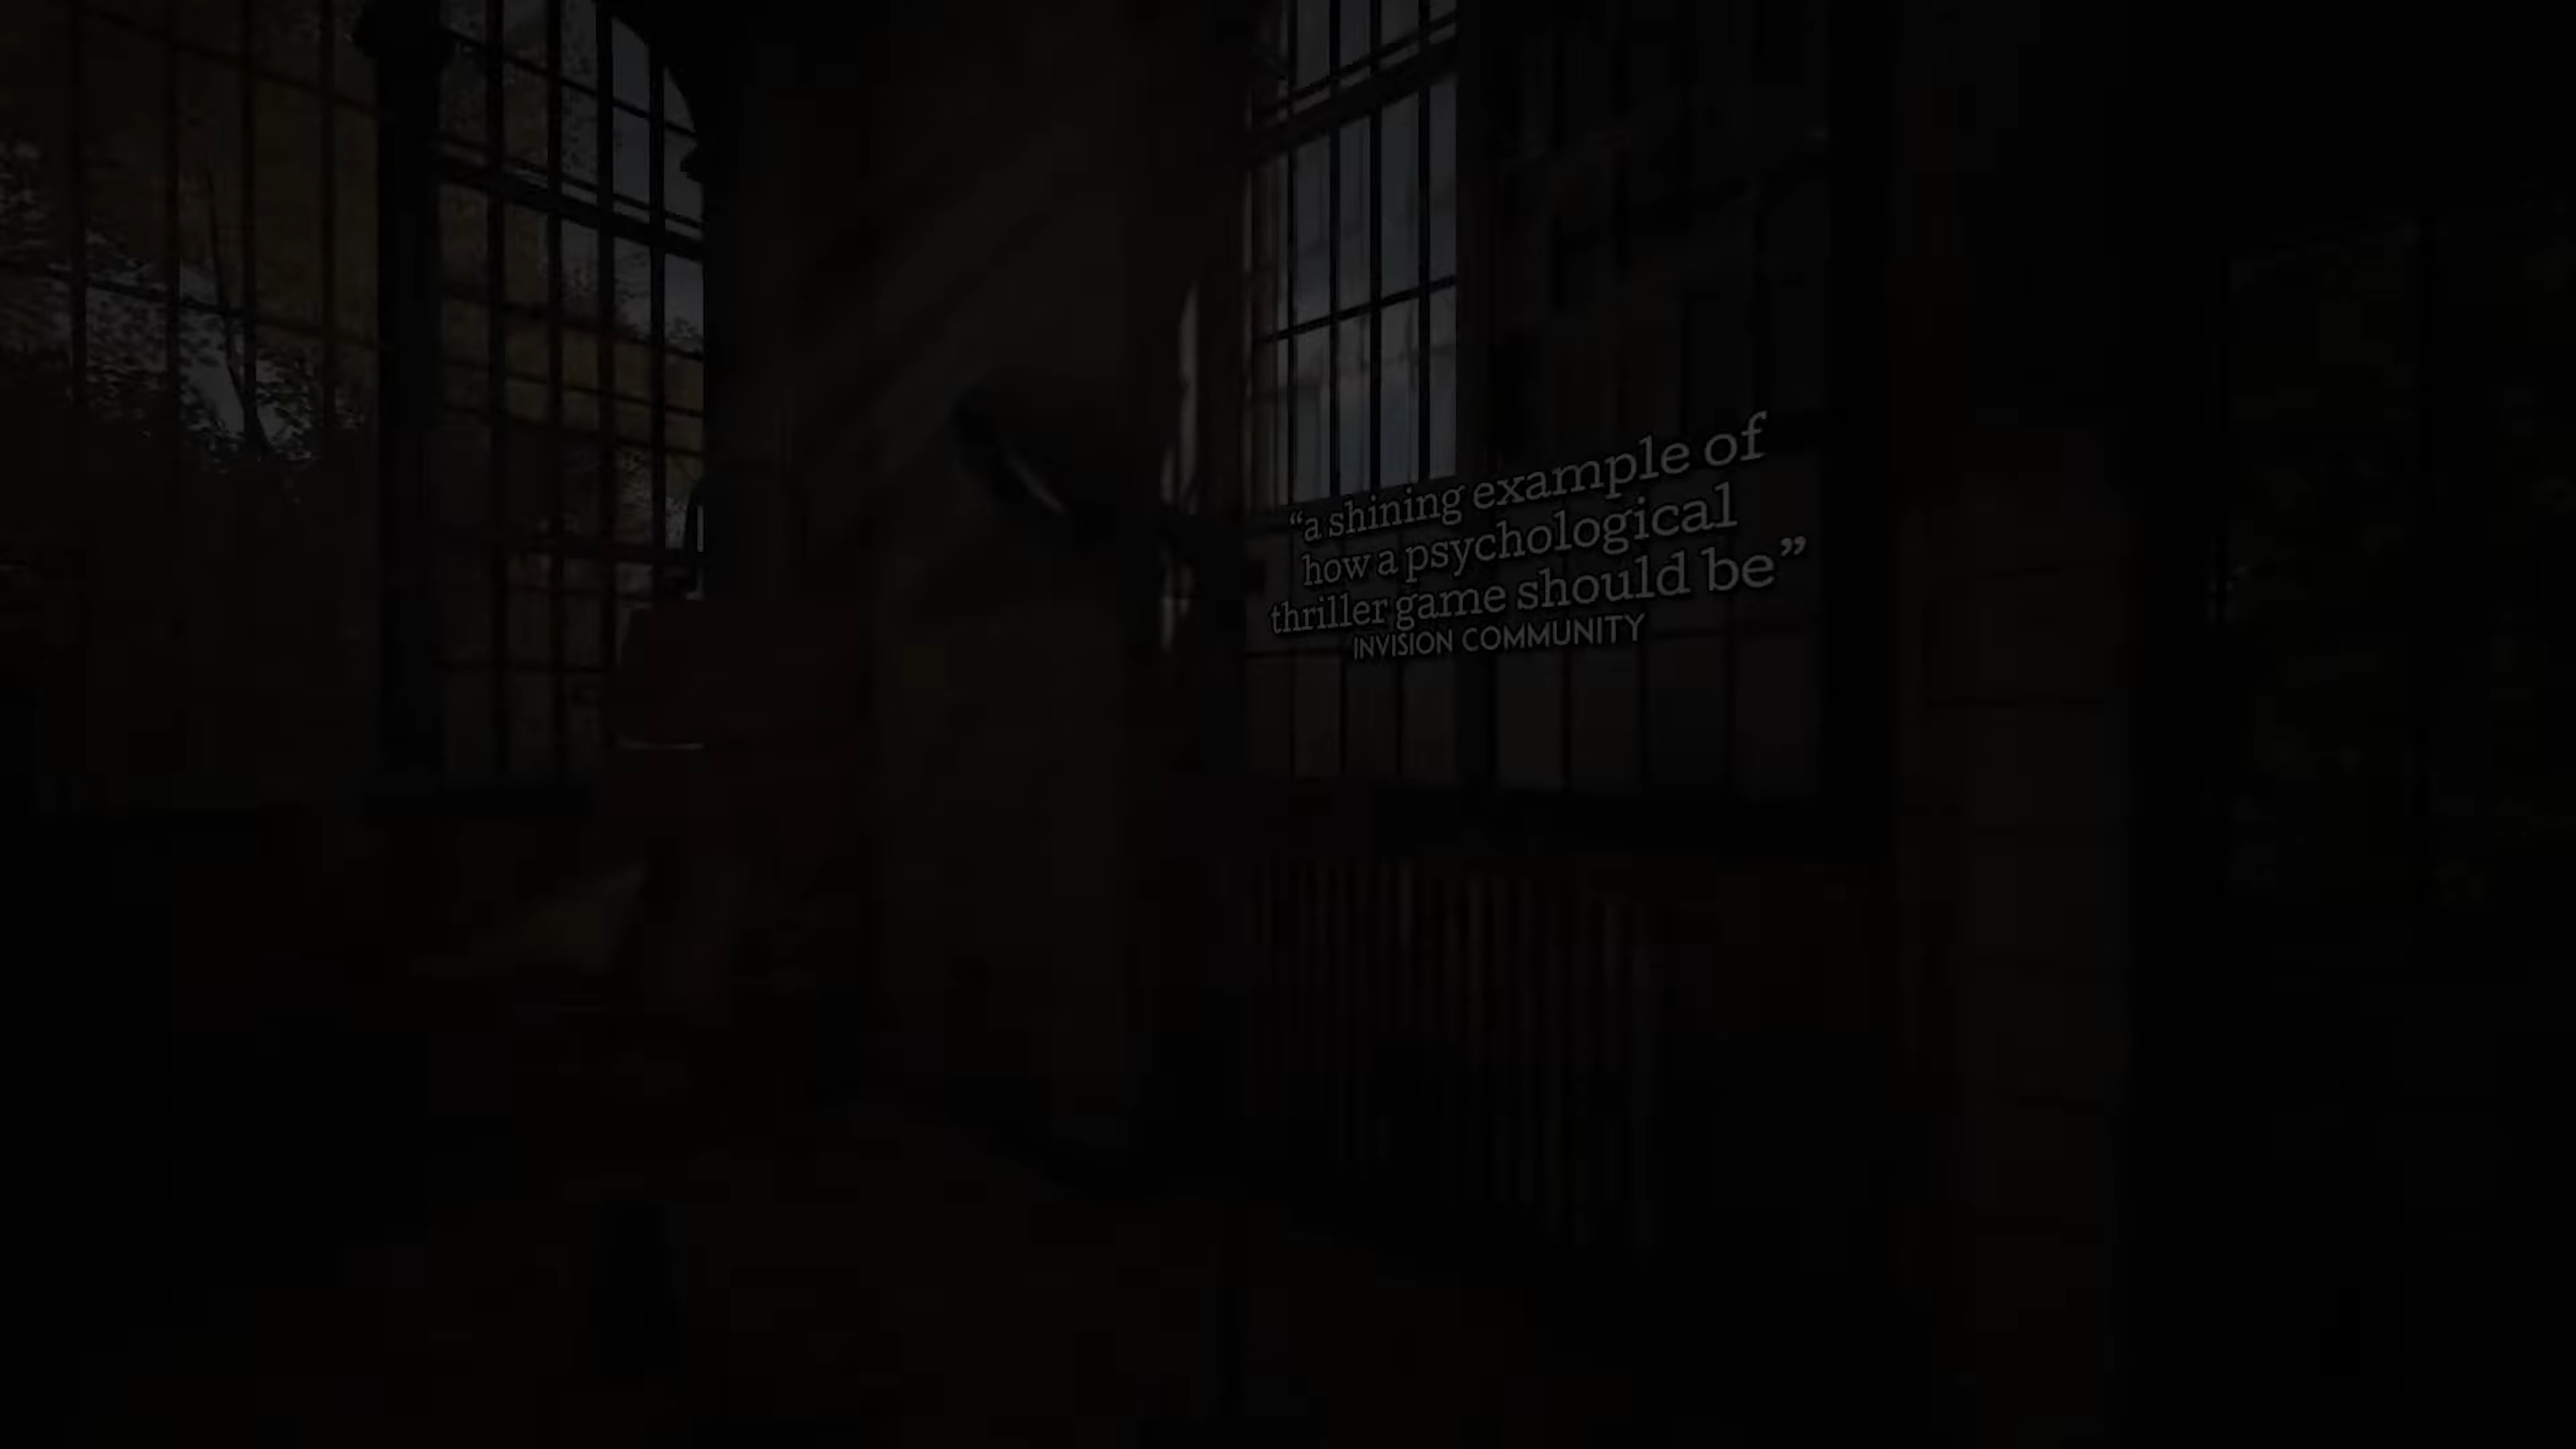 “a shining example of
how a psychological
thriller game should be”
INVISION COMMUNITY